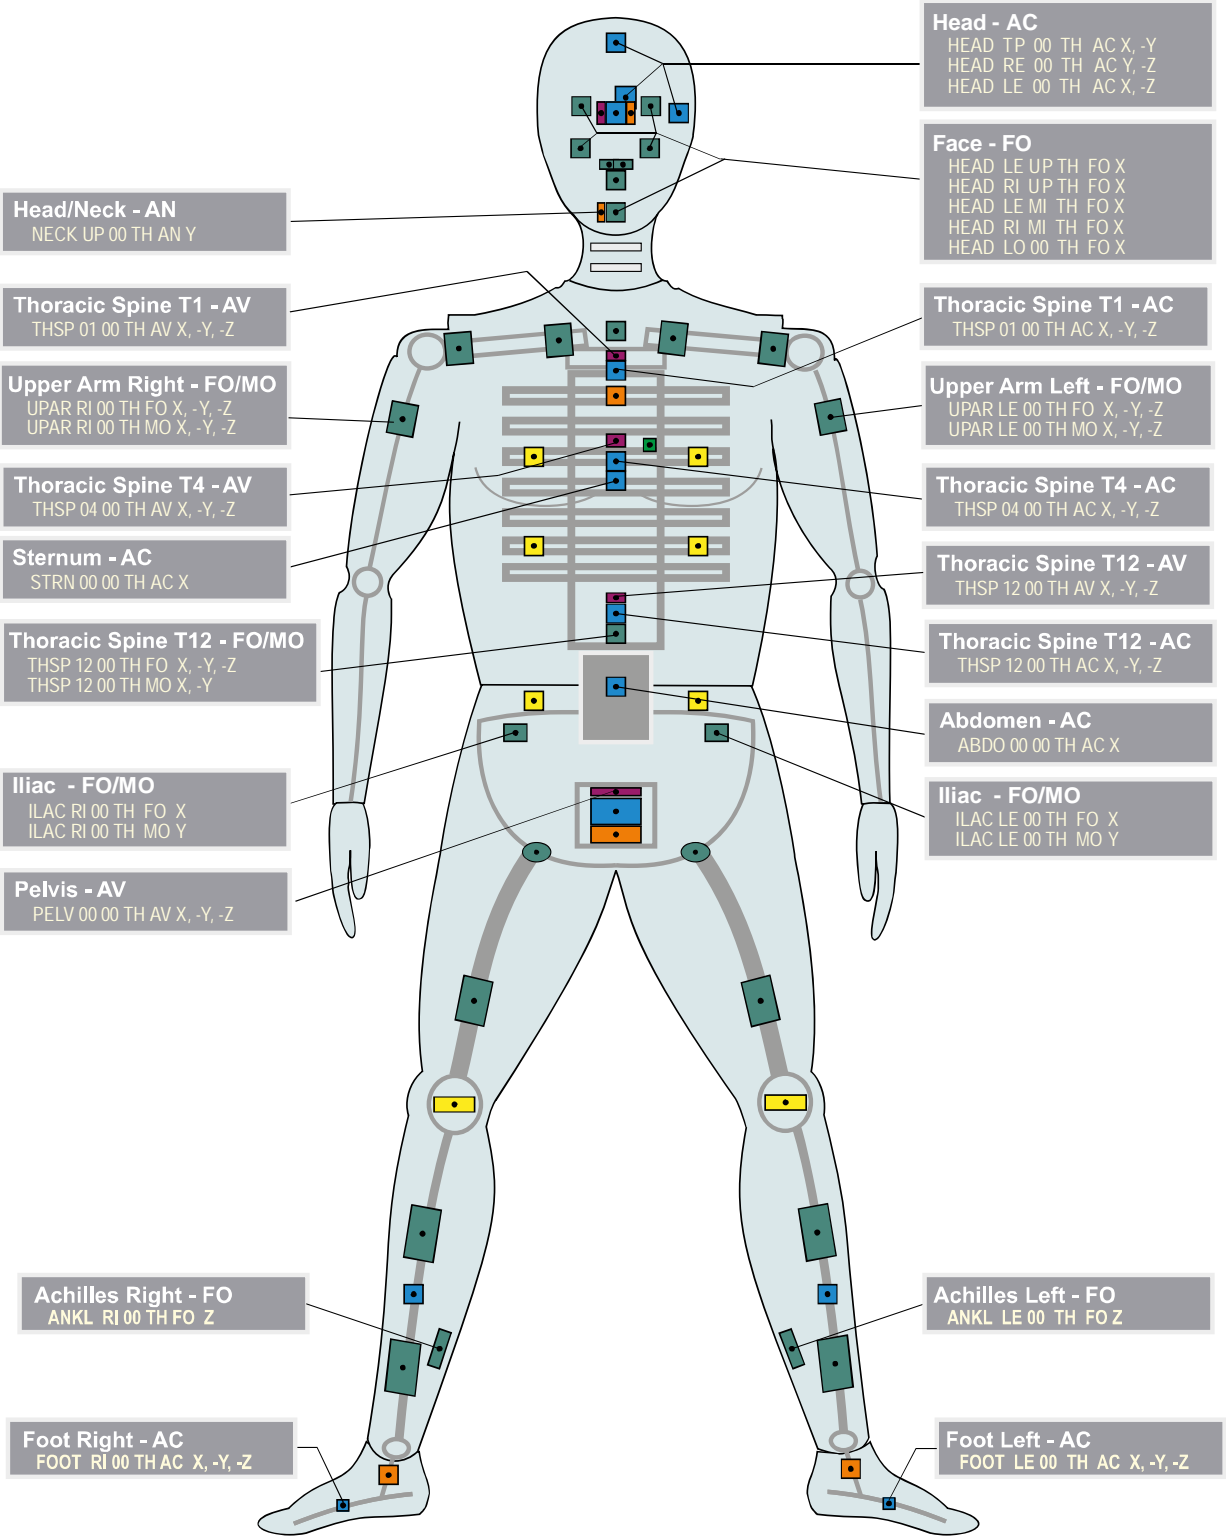 Head - AC
HEAD TP 00 TH AC X, -Y
HEAD RE 00 TH AC Y, -Z
HEAD LE 00 TH AC X, -Z
Face - FO
HEAD LE UP TH FO X
HEAD RI UP TH FO X
HEAD LE MI TH FO X
HEAD RI MI TH FO X
HEAD LO 00 TH FO X
Head/Neck - AN
NECK UP 00 TH AN Y
Thoracic Spine T1 - AV
THSP 01 00 TH AV X, -Y, -Z
Thoracic Spine T1 - AC
THSP 01 00 TH AC X, -Y, -Z
Upper Arm Right - FO/MO
UPAR RI 00 TH FO X, -Y, -Z
UPAR RI 00 TH MO X, -Y, -Z
Upper Arm Left - FO/MO
UPAR LE 00 TH FO X, -Y, -Z
UPAR LE 00 TH MO X, -Y, -Z
Thoracic Spine T4 - AV
THSP 04 00 TH AV X, -Y, -Z
Thoracic Spine T4 - AC
THSP 04 00 TH AC X, -Y, -Z
Sternum - AC
STRN 00 00 TH AC X
Thoracic Spine T12 - AV
THSP 12 00 TH AV X, -Y, -Z
Thoracic Spine T12 - FO/MO
THSP 12 00 TH FO X, -Y, -Z
THSP 12 00 TH MO X, -Y
Thoracic Spine T12 - AC
THSP 12 00 TH AC X, -Y, -Z
Abdomen - AC
ABDO 00 00 TH AC X
Iliac - FO/MO
ILAC RI 00 TH FO X
ILAC RI 00 TH MO Y
Iliac - FO/MO
ILAC LE 00 TH FO X
ILAC LE 00 TH MO Y
Pelvis - AV
PELV 00 00 TH AV X, -Y, -Z
Achilles Right - FO
ANKL RI 00 TH FO Z
Achilles Left - FO
ANKL LE 00 TH FO Z
Foot Right - AC
FOOT RI 00 TH AC X, -Y, -Z
Foot Left - AC
FOOT LE 00 TH AC X, -Y, -Z